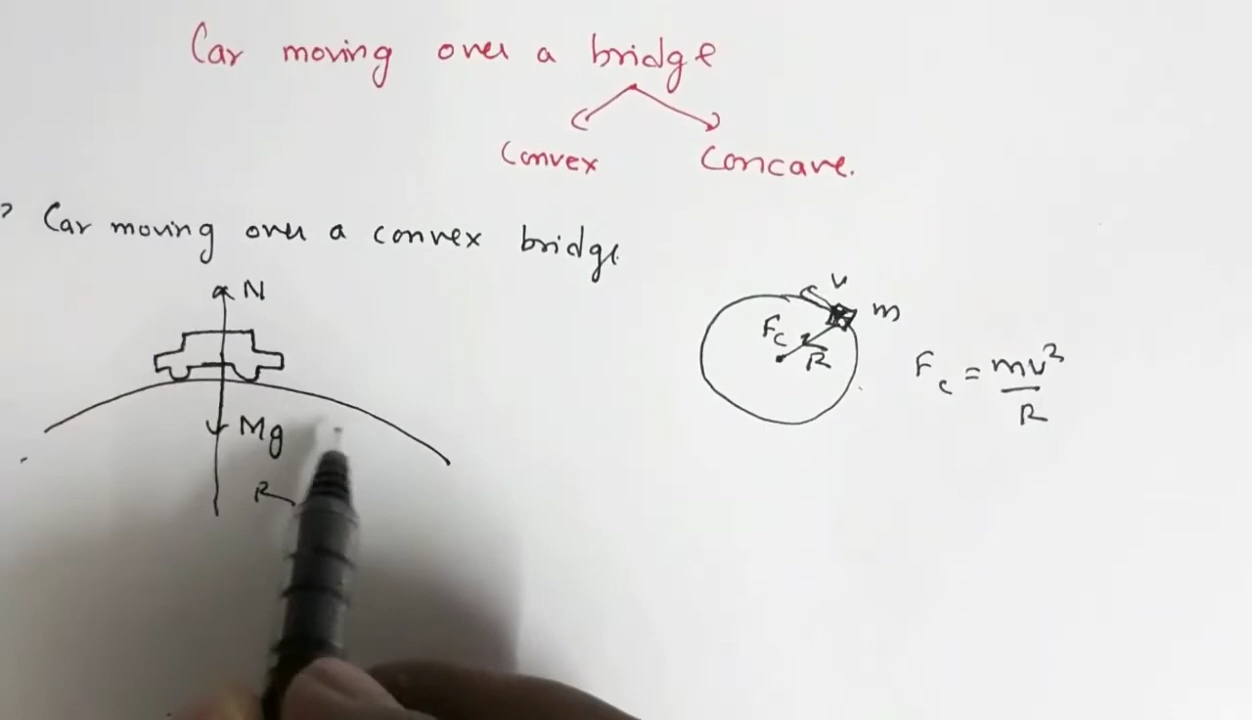 Car moving over a bridge
Convex
Concave.
? Car moving over a convex bridge.
N
Mg
R
v
m
Fc
R
Fc = mv²
R